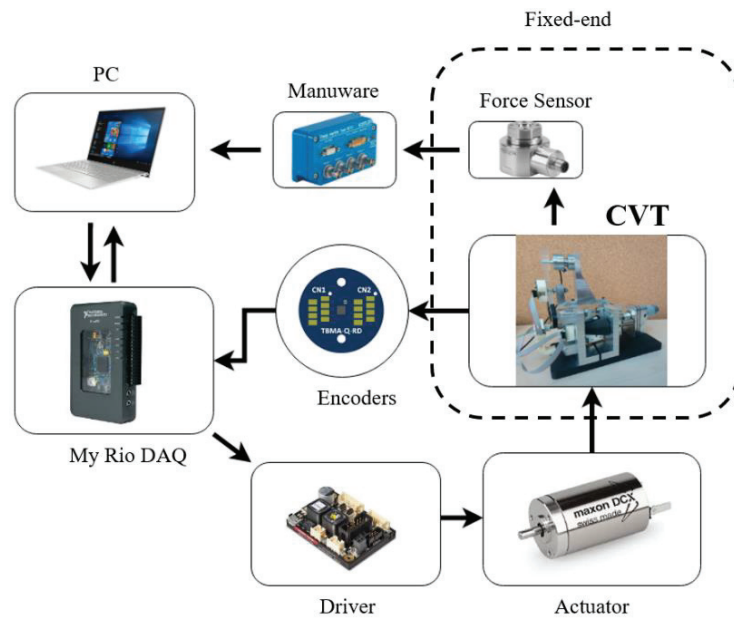 Fixed-end
PC
Manuware
Force Sensor
CVT
CN1
CN2
TBMA-Q-RD
Encoders
My Rio DAQ
maxon DCX
swiss made
Driver
Actuator